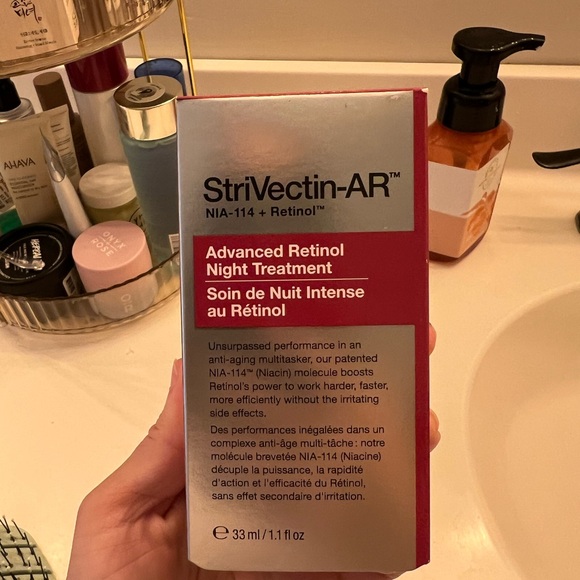 StriVectin-AR™
NIA-114 + Retinol™
Advanced Retinol
Night Treatment
Soin de Nuit Intense
au Rétinol
Unsurpassed performance in an
anti-aging multitasker, our patented
NIA-114™ (Niacin) molecule boosts
Retinol's power to work harder, faster,
more efficiently without the irritating
side effects.
Des performances inégalées dans un
complexe anti-âge multi-tâche : notre
molécule brevetée NIA-114 (Niacine)
décuple la puissance, la rapidité
d'action et l'efficacité du Rétinol,
sans effet secondaire d'irritation.
℮ 33 ml / 1.1 fl oz
AHAVA
ONYX
ROSE